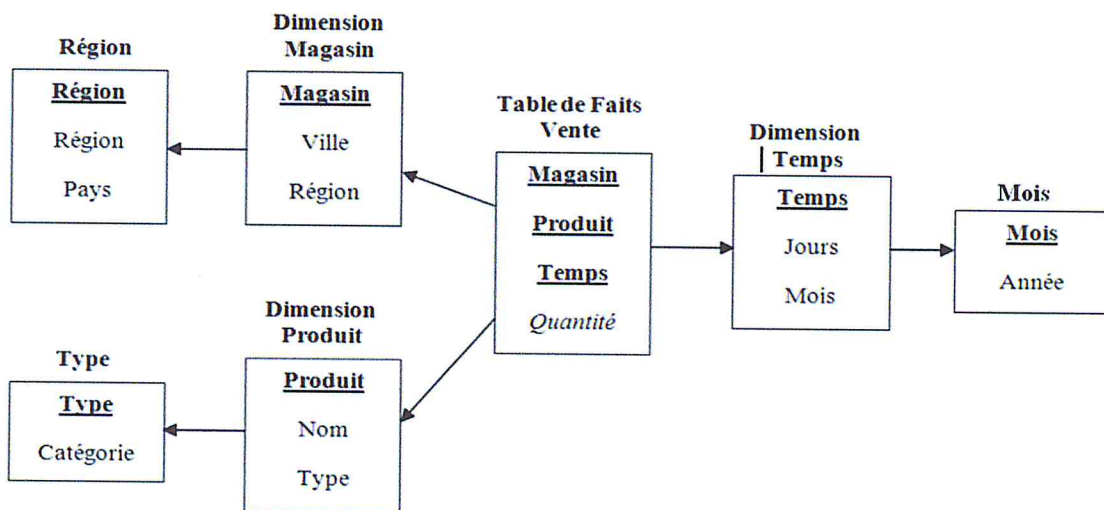 Région
Région
Région
Pays
Dimension
Magasin
Magasin
Ville
Région
Table de Faits
Vente
Magasin
Produit
Temps
Quantité
Dimension
Temps
Temps
Jours
Mois
Mois
Mois
Année
Dimension
Produit
Produit
Nom
Type
Type
Type
Catégorie